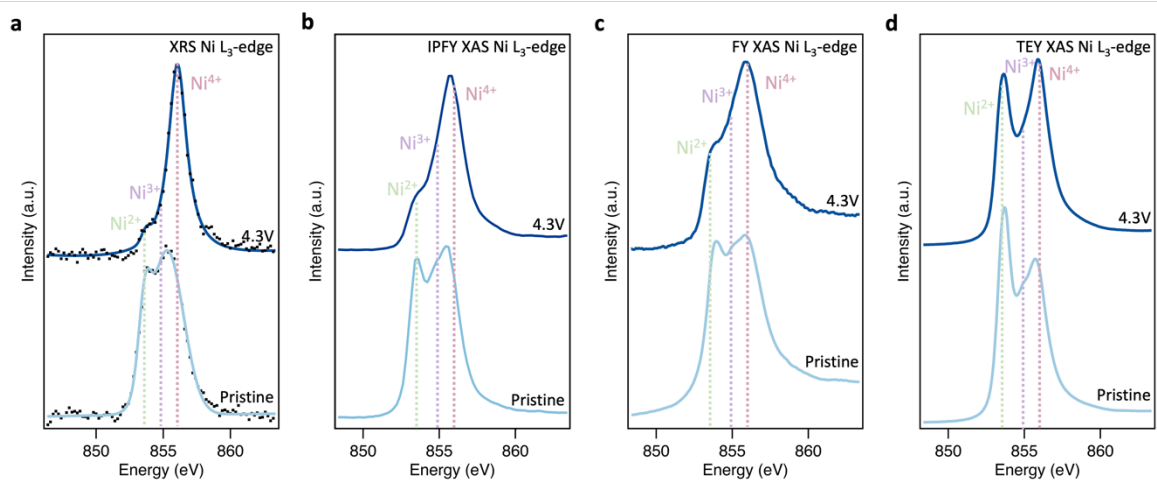 a
XRS Ni L₃-edge
Ni⁴⁺
Ni³⁺
Ni²⁺
4.3V
Pristine
Intensity (a.u.)
850 860
Energy (eV)
b
IPFY XAS Ni L₃-edge
Ni⁴⁺
Ni³⁺
Ni²⁺
4.3V
Pristine
Intensity (a.u.)
850 855 860
Energy (eV)
c
FY XAS Ni L₃-edge
Ni³⁺
Ni⁴⁺
Ni²⁺
4.3V
Pristine
Intensity (a.u.)
850 855 860
Energy (eV)
d
TEY XAS Ni L₃-edge
Ni³⁺
Ni⁴⁺
Ni²⁺
4.3V
Pristine
Intensity (a.u.)
850 855 860
Energy (eV)